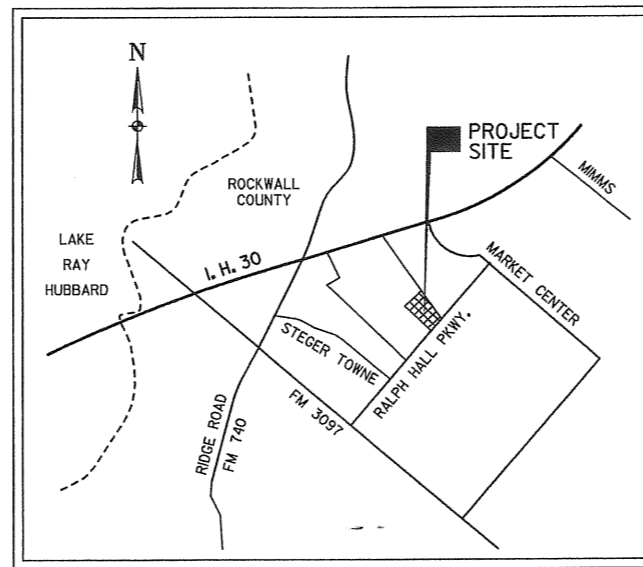 N
PROJECT
SITE
MIMMS
ROCKWALL
COUNTY
LAKE
RAY
HUBBARD
I. H. 30
MARKET CENTER
STEGER TOWNE
RALPH HALL PKWY.
FM 3097
RIDGE ROAD
FM 740